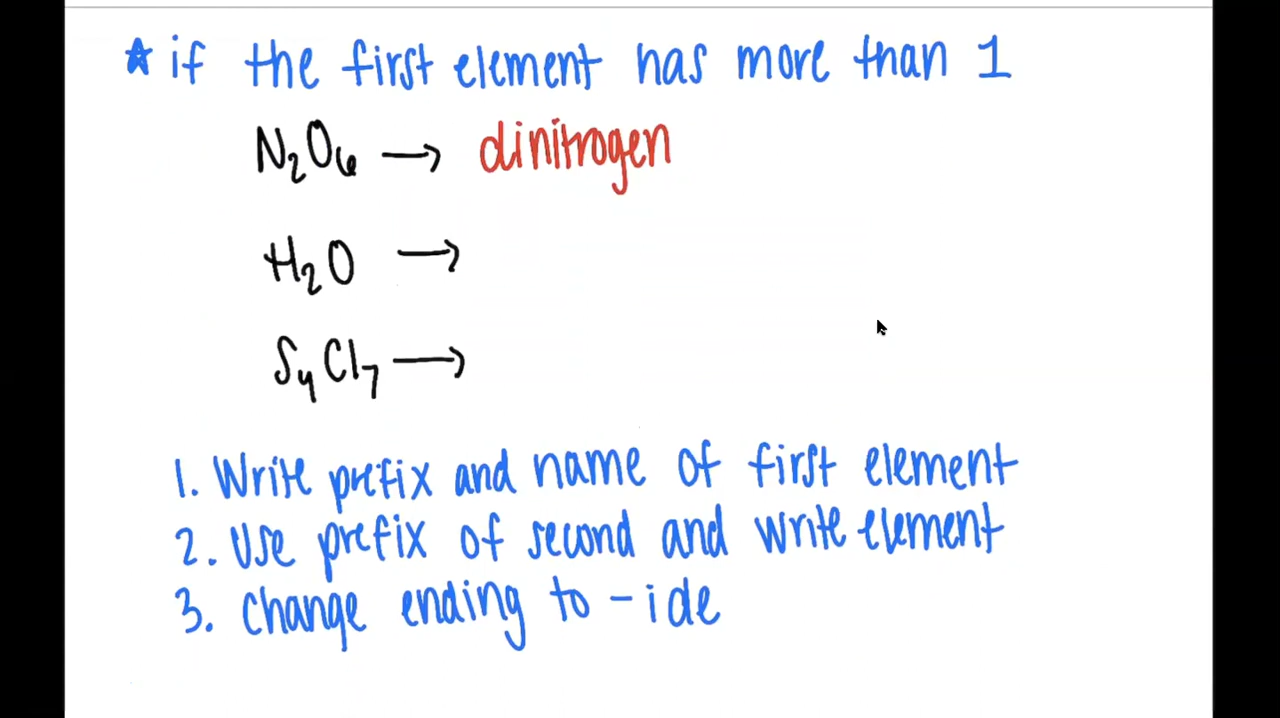 ★ if the first element has more than 1
N₂O₆ → dinitrogen
H₂O →
S₄Cl₇ →
1. Write prefix and name of first element
2. Use prefix of second and write element
3. Change ending to -ide